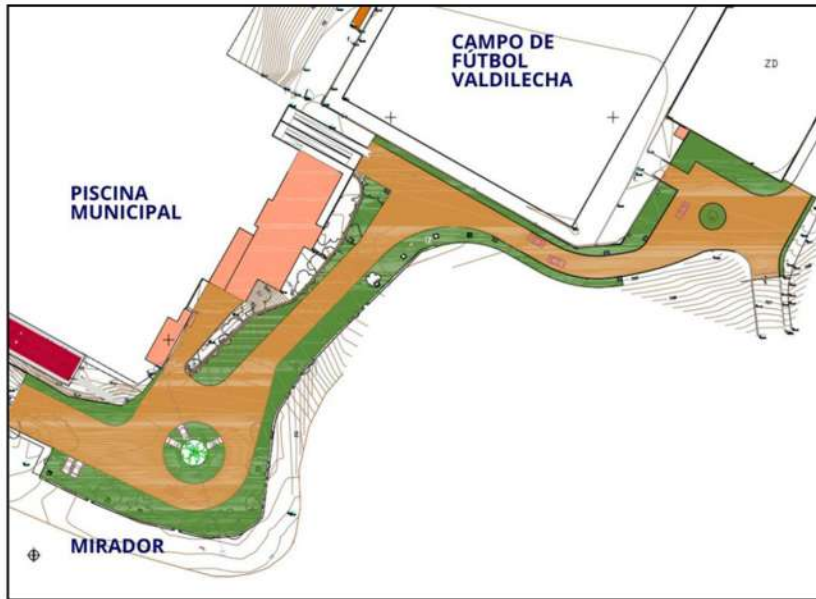 CAMPO DE
FÚTBOL
VALDILECHA
ZD
PISCINA
MUNICIPAL
MIRADOR